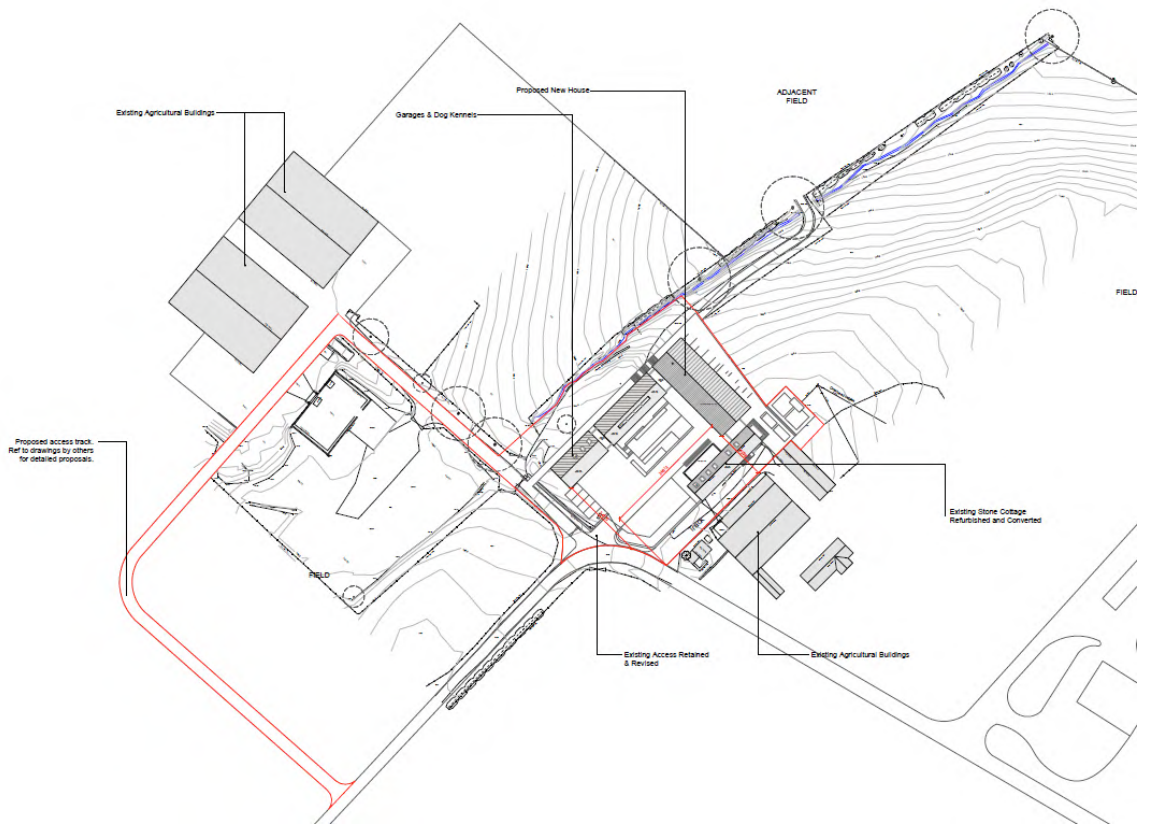 Proposed New House
ADJACENT
FIELD
Existing Agricultural Buildings
Garages & Dog Kennels
FIELD
Proposed access track.
Ref to drawings by others
for detailed proposals.
Existing Stone Cottage
Refurbished and Converted
FIELD
Existing Access Retained
& Revised
Existing Agricultural Buildings